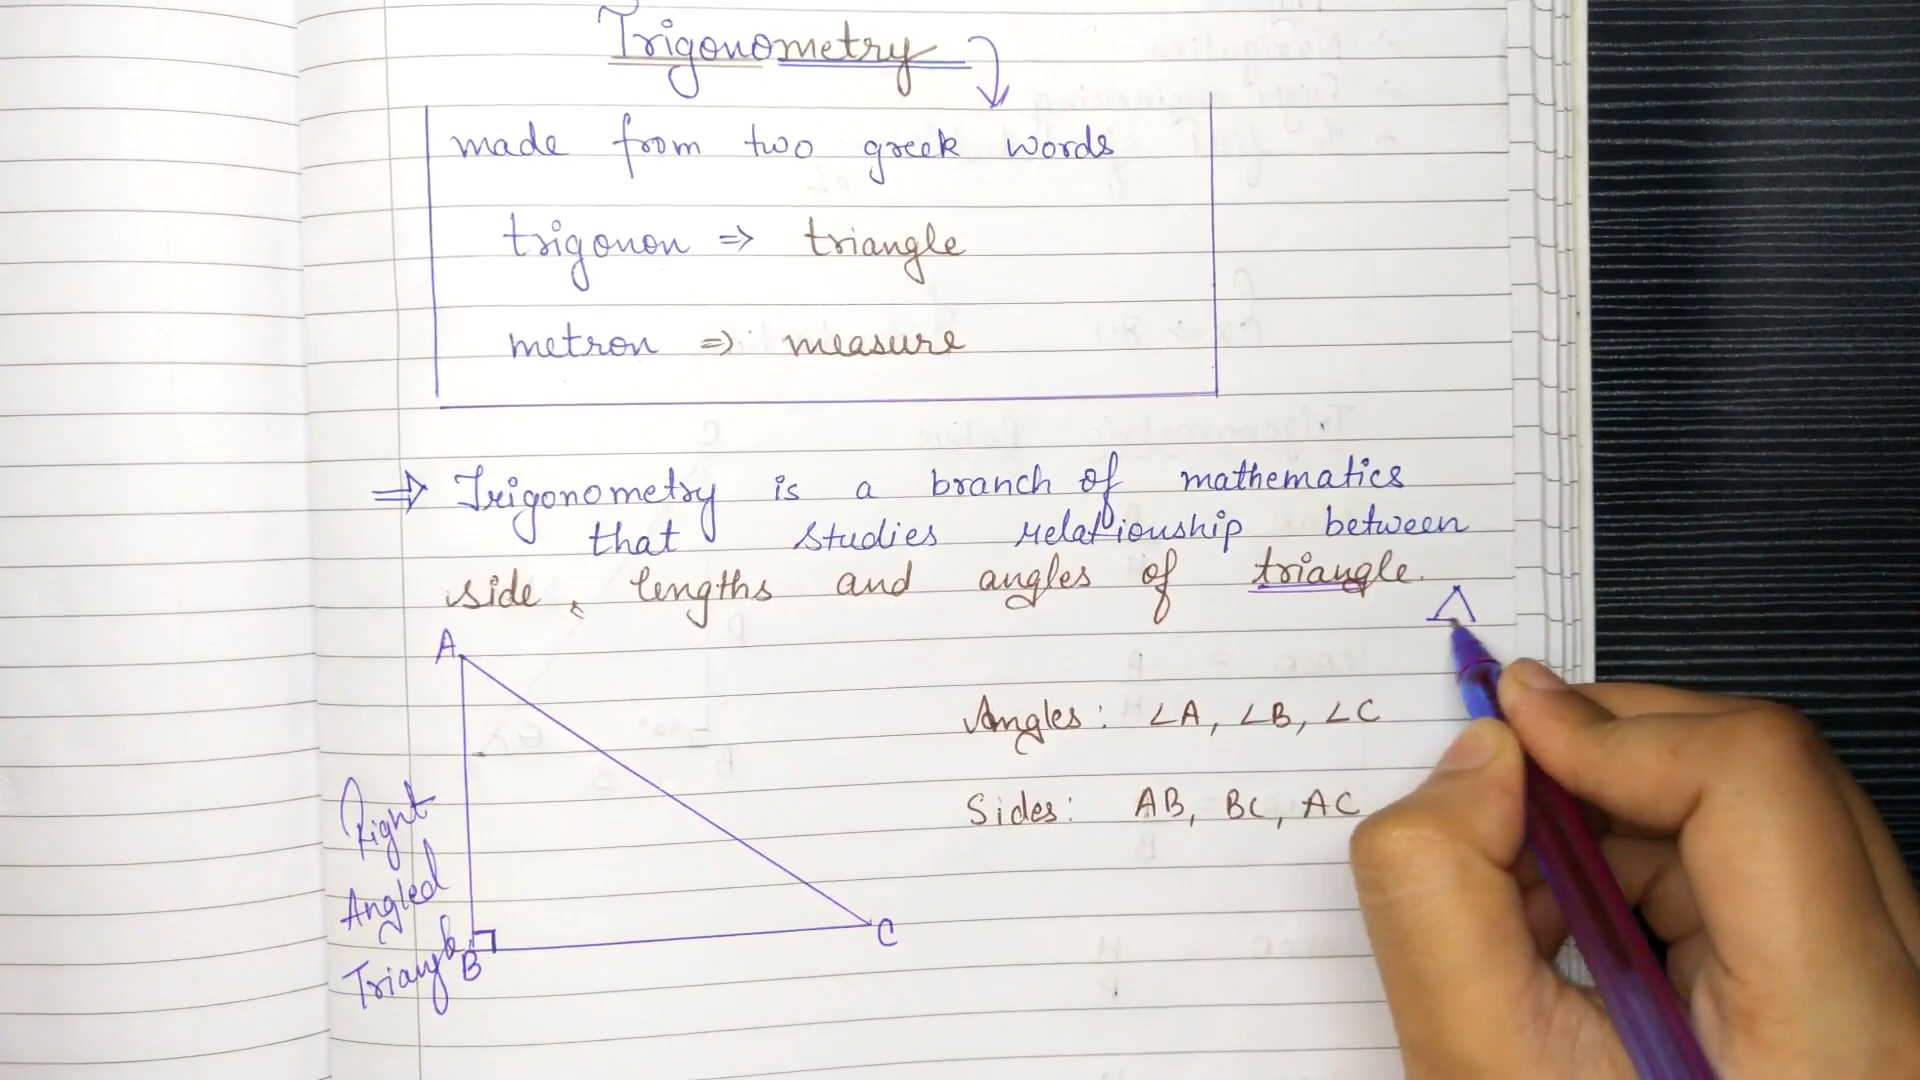 Trigonometry
made from two greek words
trigonon => triangle
metron => measure
=> Trigonometry is a branch of mathematics
that studies relationship between
side, lengths and angles of triangle.
A
Angles: ∠A, ∠B, ∠C
Sides: AB, BC, AC
Right
Angled
Triangle
B
C